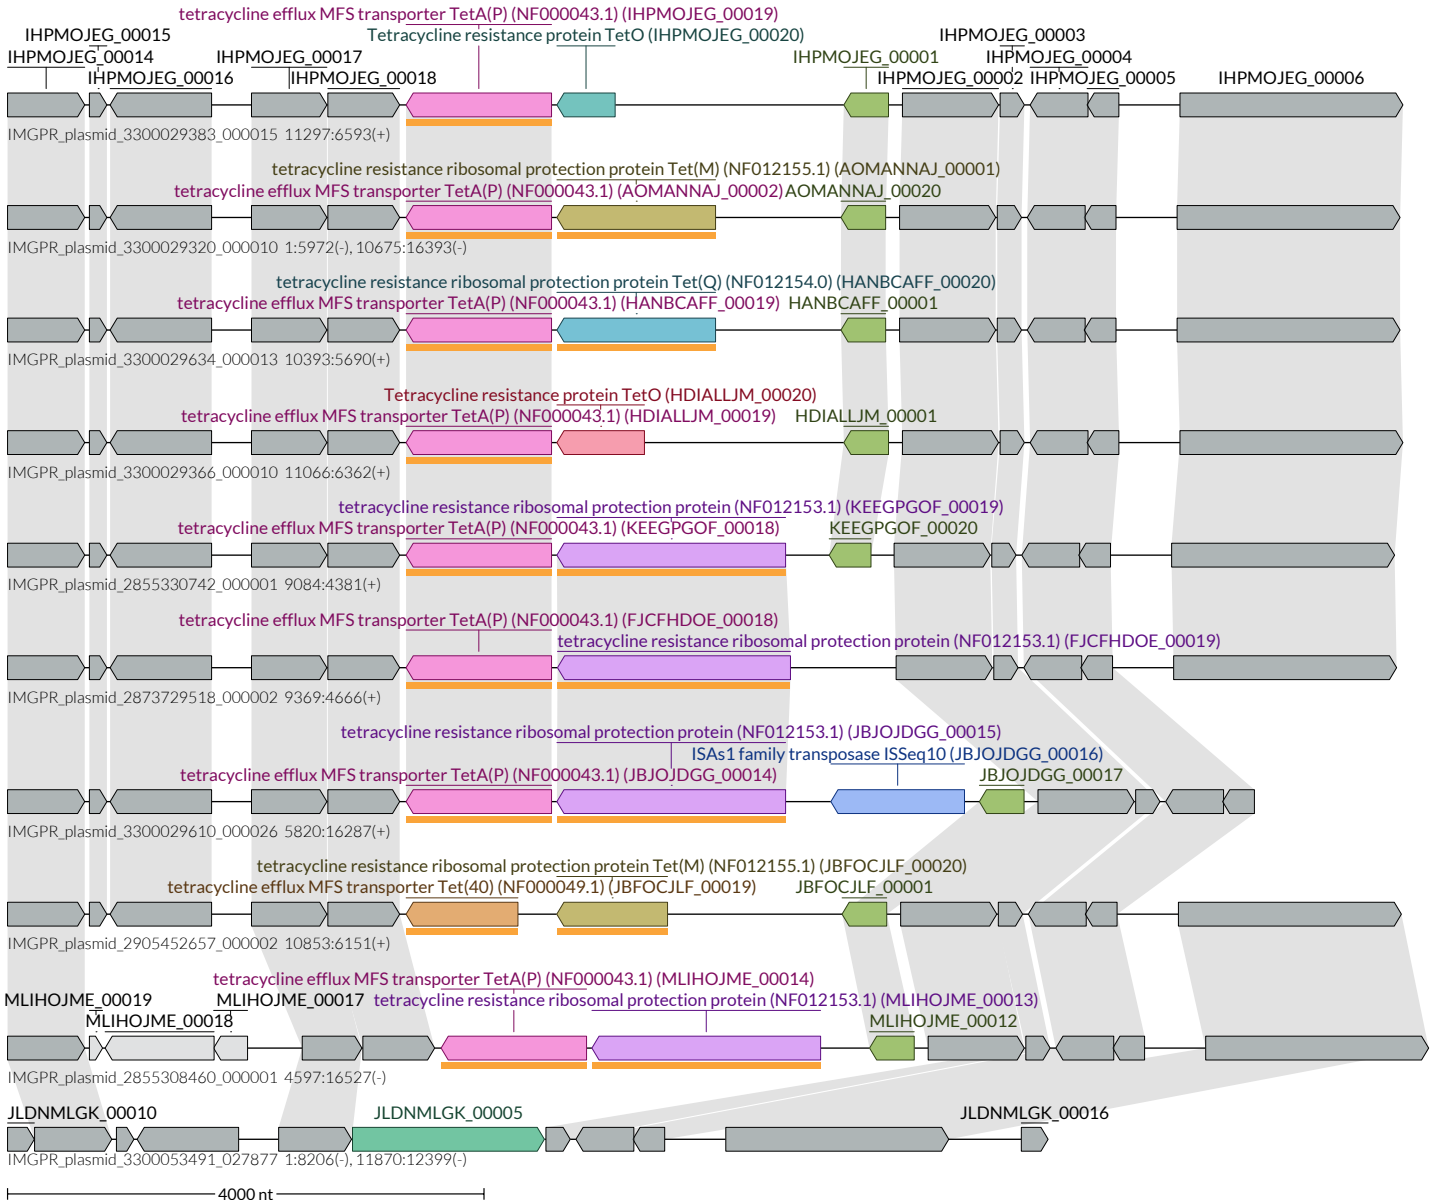 tetracycline efflux MFS transporter TetA(P) (NF000043.1) (IHPMOJEG_00019)
IHPMOJEG_00015 Tetracycline resistance protein TetO (IHPMOJEG_00020) IHPMOJEG_00003
IHPMOJEG_00014 IHPMOJEG_00017 IHPMOJEG_00001 IHPMOJEG_00004
IHPMOJEG_00016 IHPMOJEG_00018 IHPMOJEG_00002 IHPMOJEG_00005 IHPMOJEG_00006
IMGPR_plasmid_3300029383_000015 11297:6593(+)
tetracycline resistance ribosomal protection protein Tet(M) (NF012155.1) (AOMANNAJ_00001)
tetracycline efflux MFS transporter TetA(P) (NF000043.1) (AOMANNAJ_00002) AOMANNAJ_00020
IMGPR_plasmid_3300029320_000010 1:5972(-), 10675:16393(-)
tetracycline resistance ribosomal protection protein Tet(Q) (NF012154.0) (HANBCAFF_00020)
tetracycline efflux MFS transporter TetA(P) (NF000043.1) (HANBCAFF_00019) HANBCAFF_00001
IMGPR_plasmid_3300029634_000013 10393:5690(+)
Tetracycline resistance protein TetO (HDIALLJM_00020)
tetracycline efflux MFS transporter TetA(P) (NF000043.1) (HDIALLJM_00019) HDIALLJM_00001
IMGPR_plasmid_3300029366_000010 11066:6362(+)
tetracycline resistance ribosomal protection protein (NF012153.1) (KEEGPGOF_00019)
tetracycline efflux MFS transporter TetA(P) (NF000043.1) (KEEGPGOF_00018) KEEGPGOF_00020
IMGPR_plasmid_2855330742_000001 9084:4381(+)
tetracycline efflux MFS transporter TetA(P) (NF000043.1) (FJCFHDOE_00018)
tetracycline resistance ribosomal protection protein (NF012153.1) (FJCFHDOE_00019)
IMGPR_plasmid_2873729518_000002 9369:4666(+)
tetracycline resistance ribosomal protection protein (NF012153.1) (JBJOJDGG_00015)
ISAs1 family transposase ISSeq10 (JBJOJDGG_00016)
tetracycline efflux MFS transporter TetA(P) (NF000043.1) (JBJOJDGG_00014) JBJOJDGG_00017
IMGPR_plasmid_3300029610_000026 5820:16287(+)
tetracycline resistance ribosomal protection protein Tet(M) (NF012155.1) (JBFOCJLF_00020)
tetracycline efflux MFS transporter Tet(40) (NF000049.1) (JBFOCJLF_00019) JBFOCJLF_00001
IMGPR_plasmid_2905452657_000002 10853:6151(+)
tetracycline efflux MFS transporter TetA(P) (NF000043.1) (MLIHOJME_00014)
MLIHOJME_00019 MLIHOJME_00017 tetracycline resistance ribosomal protection protein (NF012153.1) (MLIHOJME_00013)
MLIHOJME_00018 MLIHOJME_00012
IMGPR_plasmid_2855308460_000001 4597:16527(-)
JLDNMLGK_00010 JLDNMLGK_00005 JLDNMLGK_00016
IMGPR_plasmid_3300053491_027877 1:8206(-), 11870:12399(-)
4000 nt